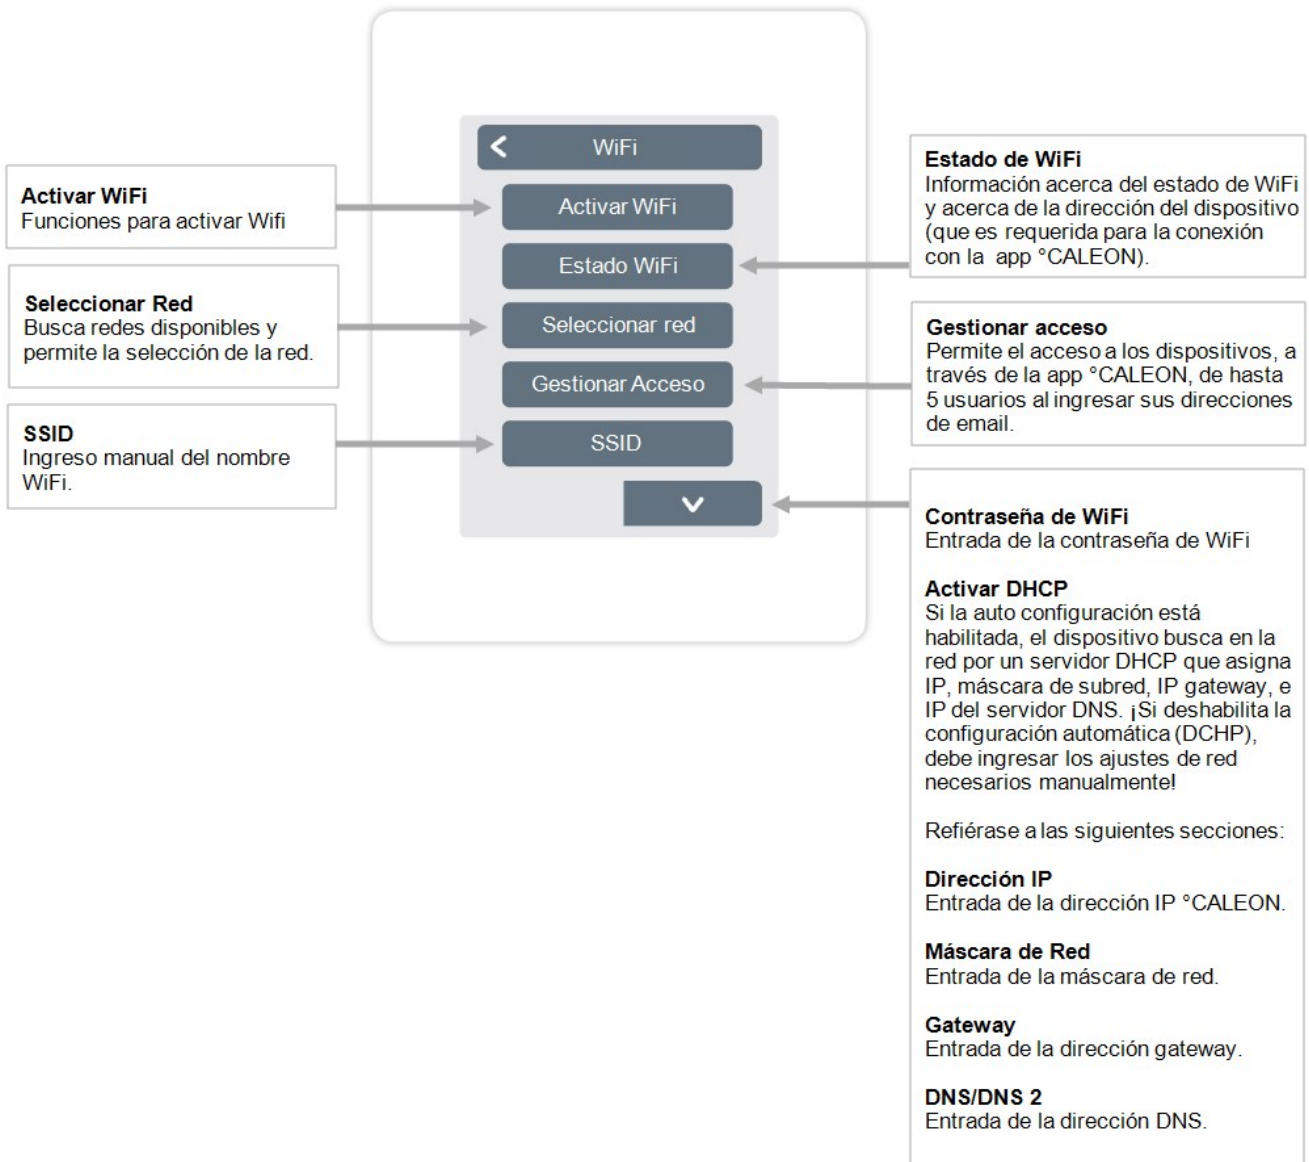 Activar WiFi
Funciones para activar Wifi
Seleccionar Red
Busca redes disponibles y
permite la selección de la red.
SSID
Ingreso manual del nombre
WiFi.
WiFi
Activar WiFi
Estado WiFi
Seleccionar red
Gestionar Acceso
SSID
Estado de WiFi
Información acerca del estado de WiFi
y acerca de la dirección del dispositivo
(que es requerida para la conexión
con la app °CALEON).
Gestionar acceso
Permite el acceso a los dispositivos, a
través de la app °CALEON, de hasta
5 usuarios al ingresar sus direcciones
de email.
Contraseña de WiFi
Entrada de la contraseña de WiFi
Activar DHCP
Si la auto configuración está
habilitada, el dispositivo busca en la
red por un servidor DHCP que asigna
IP, máscara de subred, IP gateway, e
IP del servidor DNS. ¡Si deshabilita la
configuración automática (DCHP),
debe ingresar los ajustes de red
necesarios manualmente!
Refiérase a las siguientes secciones:
Dirección IP
Entrada de la dirección IP °CALEON.
Máscara de Red
Entrada de la máscara de red.
Gateway
Entrada de la dirección gateway.
DNS/DNS 2
Entrada de la dirección DNS.